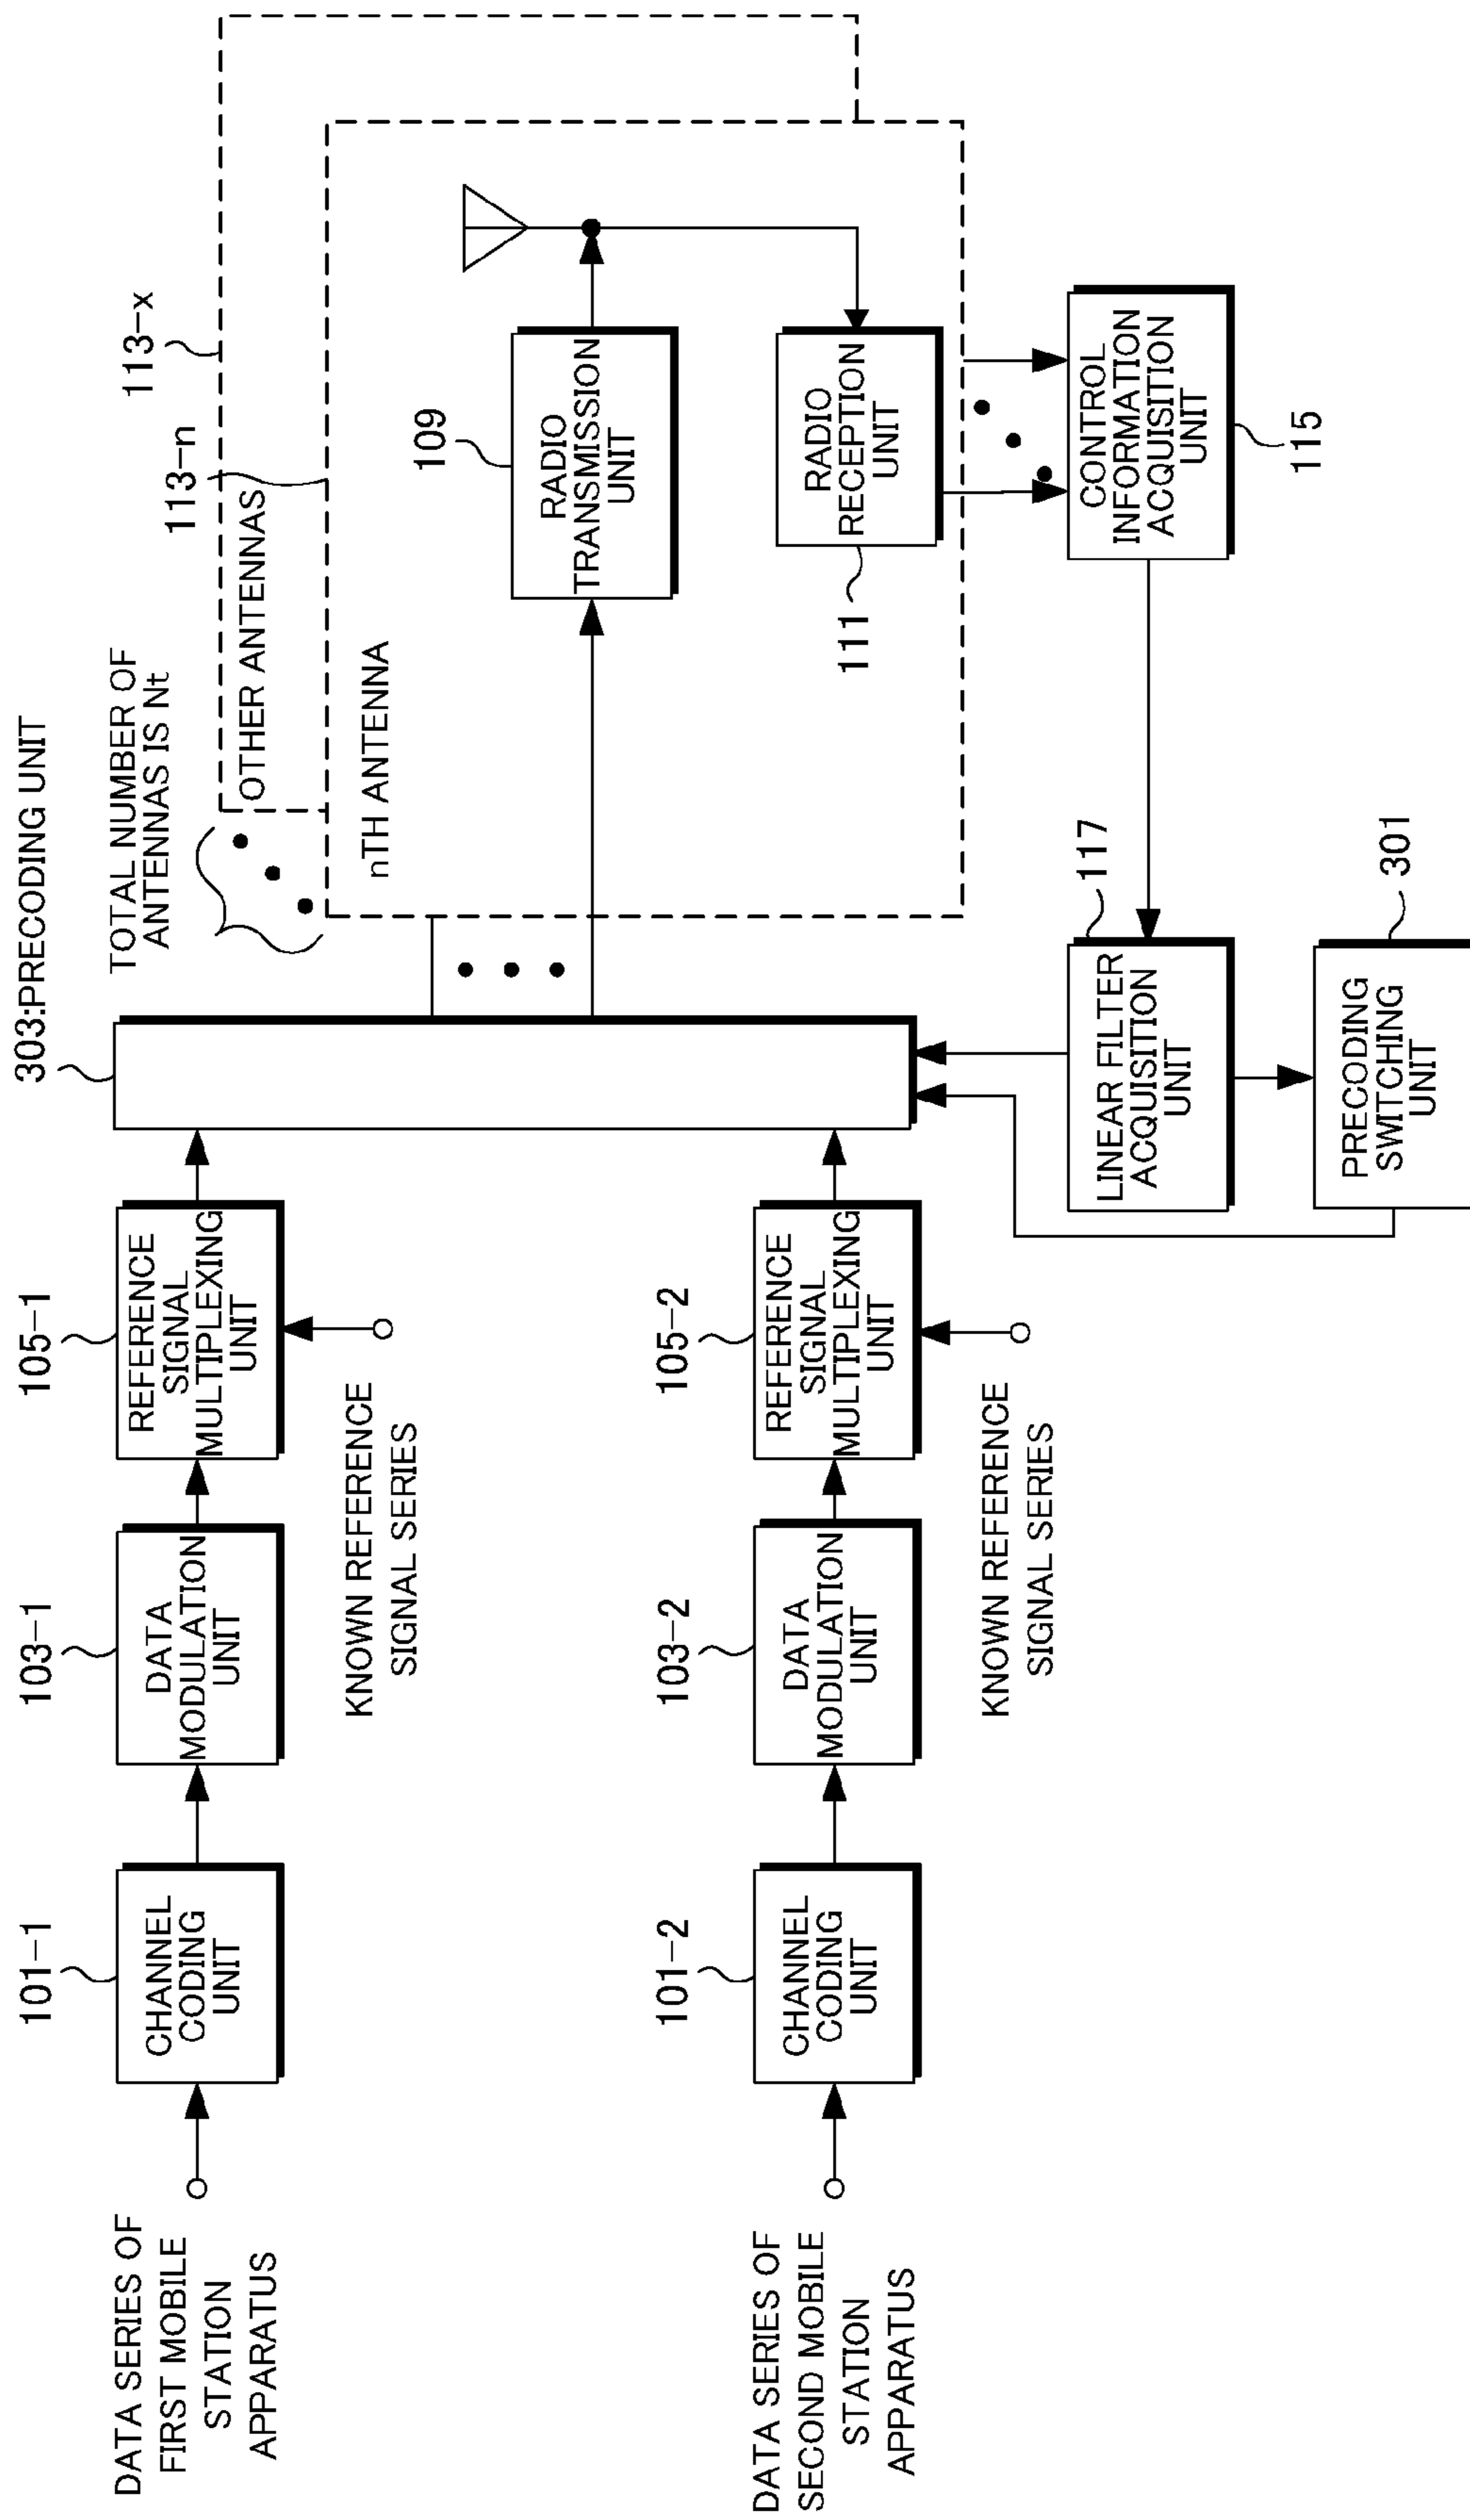 DATA SERIES OF
FIRST MOBILE
STATION
APPARATUS
101-1
CHANNEL
CODING
UNIT
103-1
DATA
MODULATION
UNIT
105-1
REFERENCE
SIGNAL
MULTIPLEXING
UNIT
KNOWN REFERENCE
SIGNAL SERIES
303:PRECODING UNIT
TOTAL NUMBER OF
ANTENNAS IS Nt
113-x
113-n
OTHER ANTENNAS
nTH ANTENNA
109
RADIO
TRANSMISSION
UNIT
111
RADIO
RECEPTION
UNIT
DATA SERIES OF
SECOND MOBILE
STATION
APPARATUS
101-2
CHANNEL
CODING
UNIT
103-2
DATA
MODULATION
UNIT
105-2
REFERENCE
SIGNAL
MULTIPLEXING
UNIT
KNOWN REFERENCE
SIGNAL SERIES
117
LINEAR FILTER
ACQUISITION
UNIT
CONTROL
INFORMATION
ACQUISITION
UNIT
115
301
PRECODING
SWITCHING
UNIT